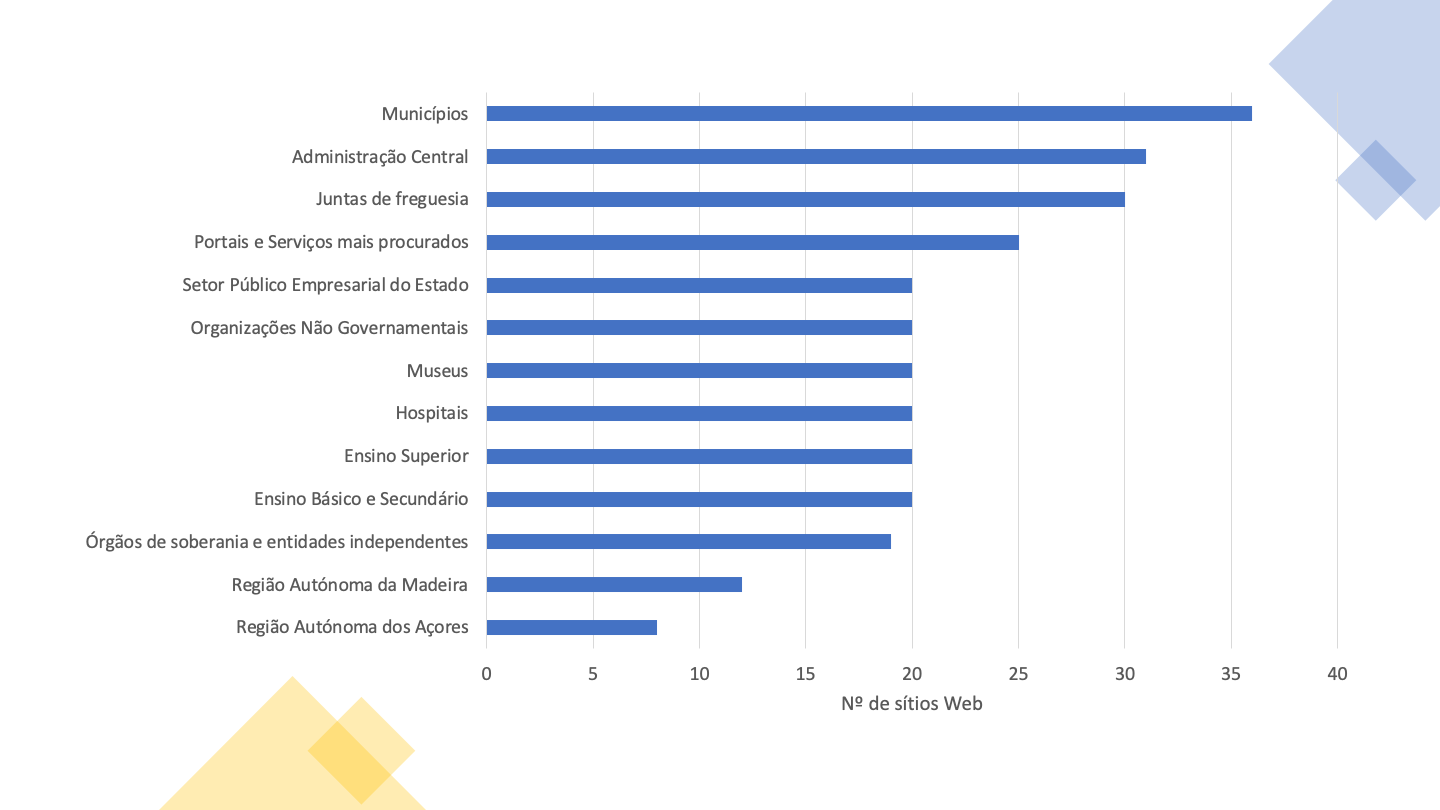 Municípios
Administração Central
Juntas de freguesia
Portais e Serviços mais procurados
Setor Público Empresarial do Estado
Organizações Não Governamentais
Museus
Hospitais
Ensino Superior
Ensino Básico e Secundário
Órgãos de soberania e entidades independentes
Região Autónoma da Madeira
Região Autónoma dos Açores
0 5 10 15 20 25 30 35 40
Nº de sítios Web